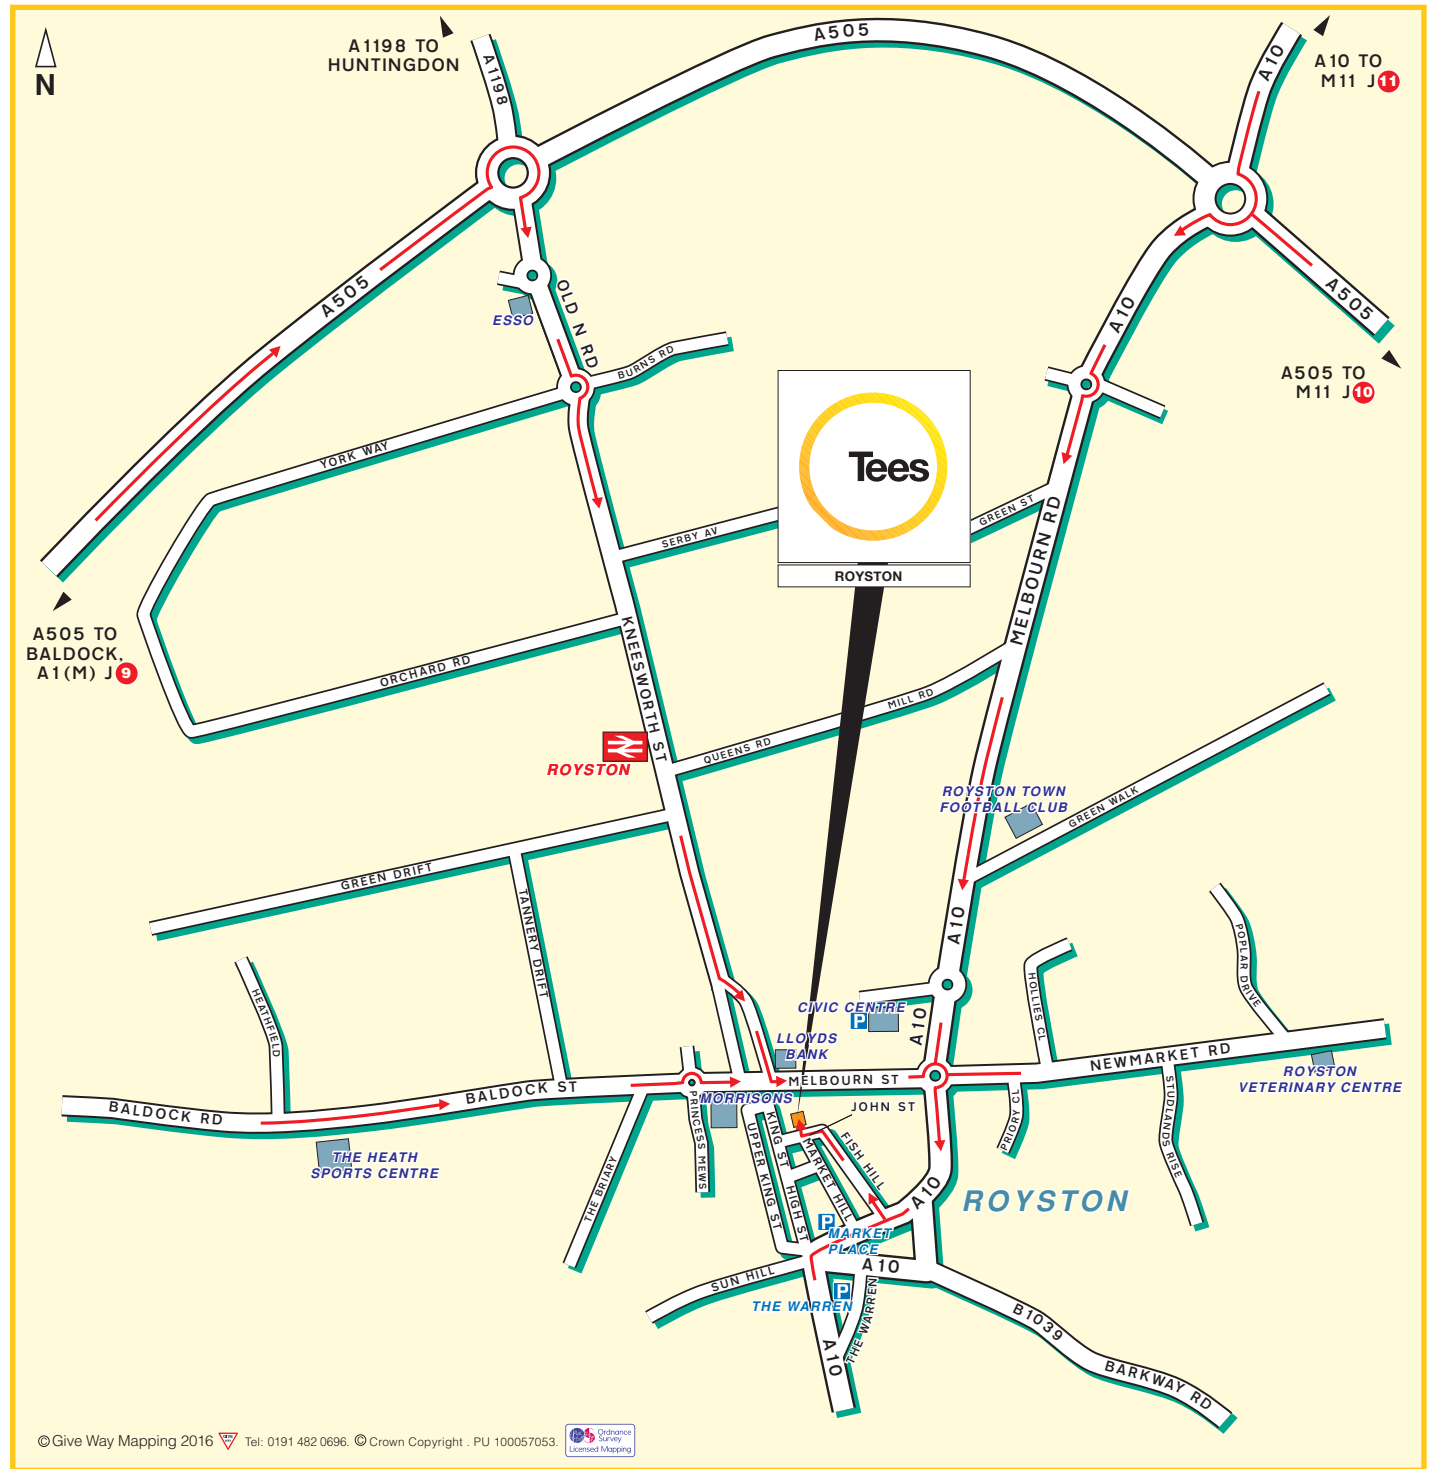 N
A1198 TO
HUNTINGDON
A1198
A505
A10
A10 TO
M11 J11
A505
A505
A10
A505 TO
M11 J10
ESSO
OLD N RD
BURNS RD
YORK WAY
Tees
ROYSTON
SERBY AV
GREEN ST
MELBOURN RD
A505 TO
BALDOCK,
A1(M) J9
ORCHARD RD
KNEESWORTH ST
ROYSTON
QUEENS RD
MILL RD
ROYSTON TOWN
FOOTBALL CLUB
GREEN WALK
GREEN DRIFT
TANNERY DRIFT
A10
POPLAR DRIVE
HEATHFIELD
HOLLIES CL
CIVIC CENTRE
P
A10
LLOYDS
BANK
NEWMARKET RD
ROYSTON
VETERINARY CENTRE
MELBOURN ST
BALDOCK ST
BALDOCK RD
MORRISONS
JOHN ST
PRINCESS MEWS
KING ST
UPPER KING ST
HIGH ST
MARKET HILL
FISH HILL
PRIORY CL
STUDLANDS RISE
THE HEATH
SPORTS CENTRE
THE BRIARY
A10
ROYSTON
P
MARKET
PLACE
A10
SUN HILL
P
THE WARREN
THE WARREN
A10
B1039
BARKWAY RD
© Give Way Mapping 2016 GIVE WAY Tel: 0191 482 0696. © Crown Copyright . PU 100057053.
Ordnance
Survey
Licensed Mapping